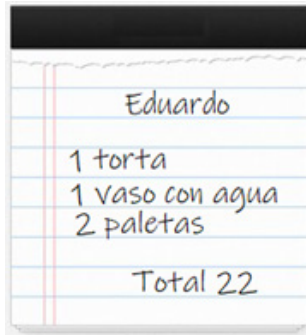 Eduardo
1 torta
1 vaso con agua
2 paletas
Total 22